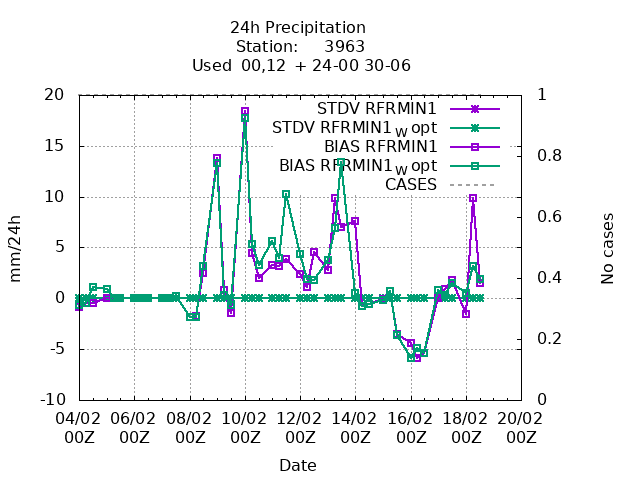 24h Precipitation
Station: 3963
Used 00,12 + 24-00 30-06
STDV RFRMIN1
STDV RFRMIN1_W opt
BIAS RFRMIN1
BIAS RFRMIN1_W opt
CASES
mm/24h
20
15
10
5
0
-5
-10
No cases
1
0.8
0.6
0.4
0.2
0
04/02 06/02 08/02 10/02 12/02 14/02 16/02 18/02 20/02
00Z 00Z 00Z 00Z 00Z 00Z 00Z 00Z 00Z
Date